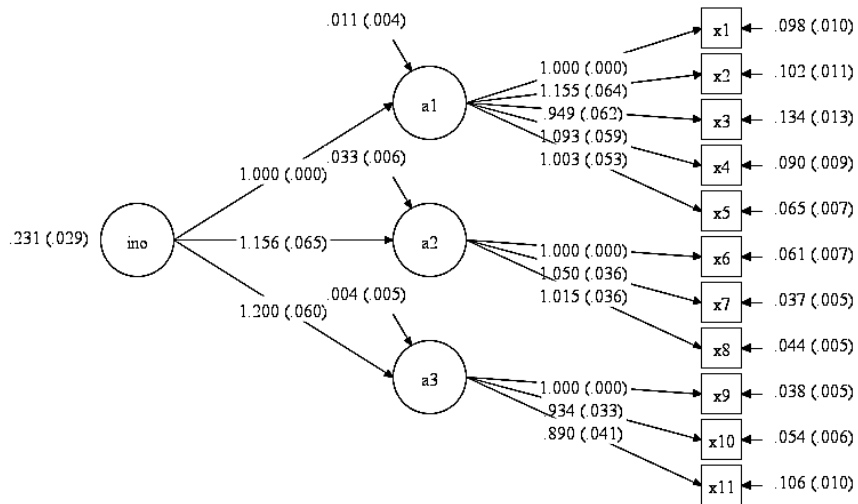 .011 (.004)
x1
.098 (.010)
1.000 (.000)
x2
.102 (.011)
1.155 (.064)
a1
.949 (.062)
x3
.134 (.013)
1.093 (.059)
x4
.090 (.009)
1.003 (.053)
.033 (.006)
1.000 (.000)
x5
.065 (.007)
.231 (.029)
ino
1.156 (.065)
a2
1.000 (.000)
x6
.061 (.007)
1.050 (.036)
x7
.037 (.005)
1.015 (.036)
.004 (.005)
1.200 (.060)
x8
.044 (.005)
a3
1.000 (.000)
x9
.038 (.005)
.934 (.033)
x10
.054 (.006)
.890 (.041)
x11
.106 (.010)